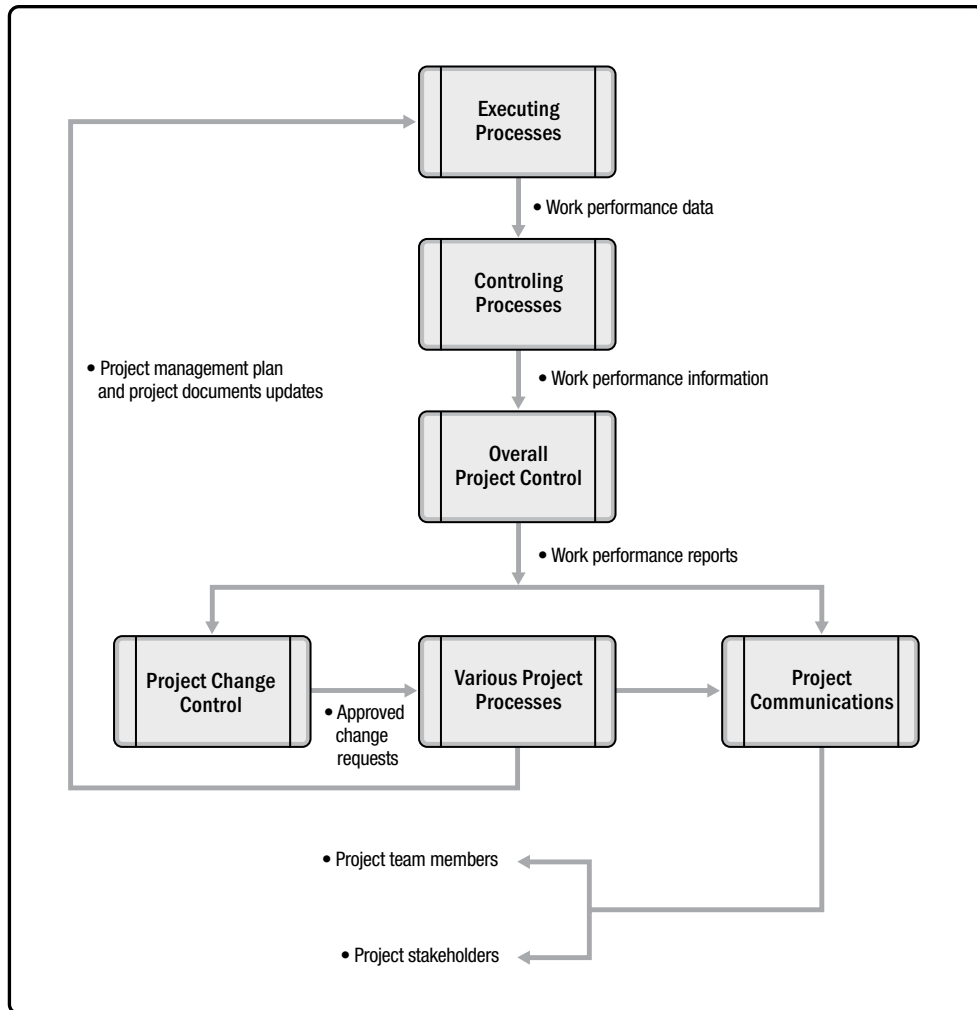 Executing
Processes
• Work performance data
Controling
Processes
• Project management plan
and project documents updates
• Work performance information
Overall
Project Control
• Work performance reports
Project Change
Control
• Approved
change
requests
Various Project
Processes
Project
Communications
• Project team members
• Project stakeholders